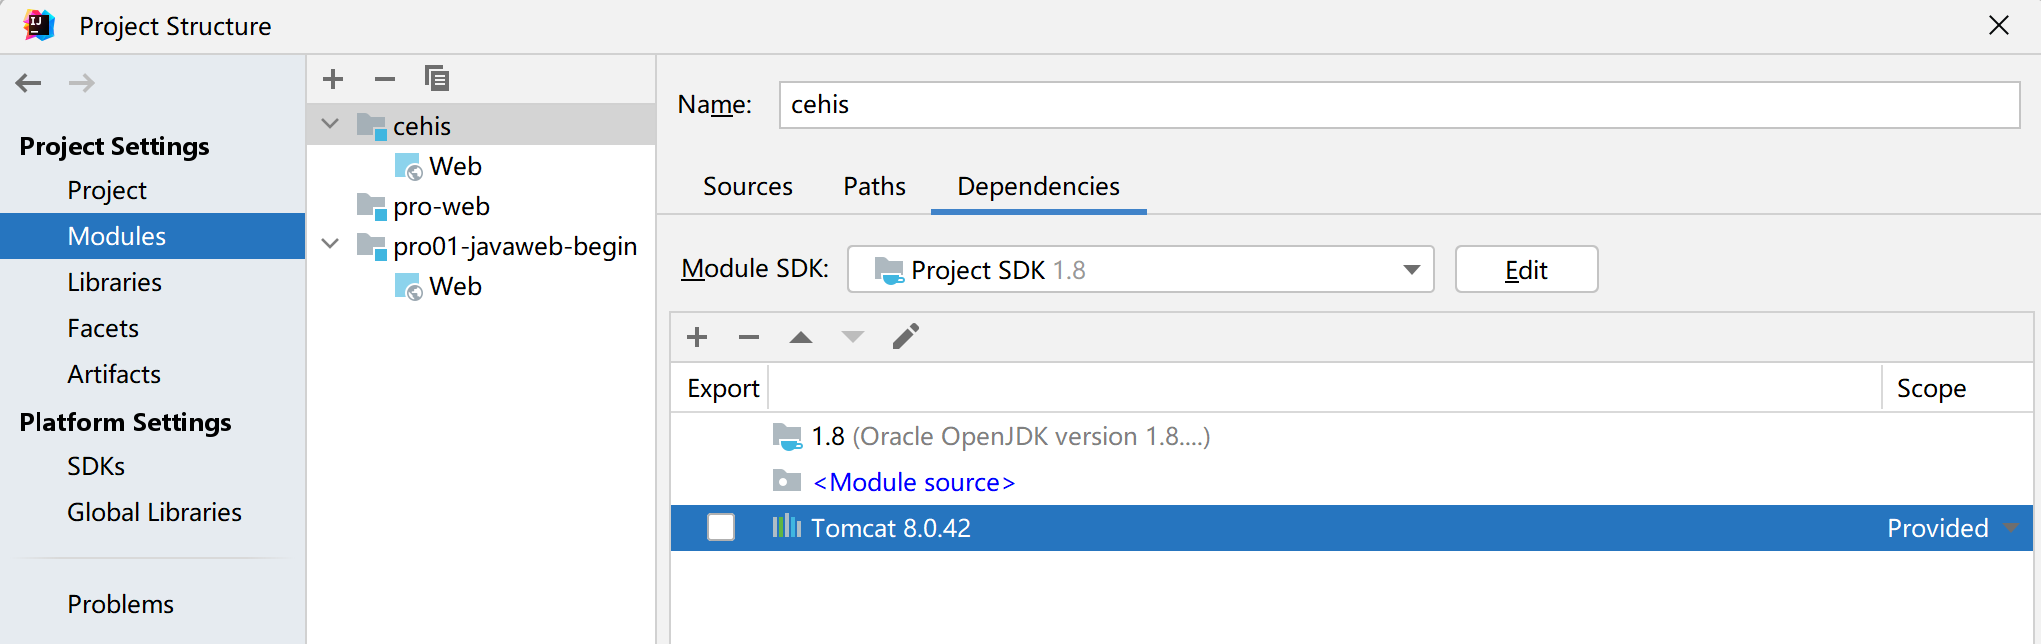 Project Structure
Project Settings
Project
Modules
Libraries
Facets
Artifacts
Platform Settings
SDKs
Global Libraries
Problems
cehis
Web
pro-web
pro01-javaweb-begin
Web
Name: cehis
Sources Paths Dependencies
Module SDK: Project SDK 1.8 Edit
Export Scope
1.8 (Oracle OpenJDK version 1.8....)
<Module source>
Tomcat 8.0.42 Provided